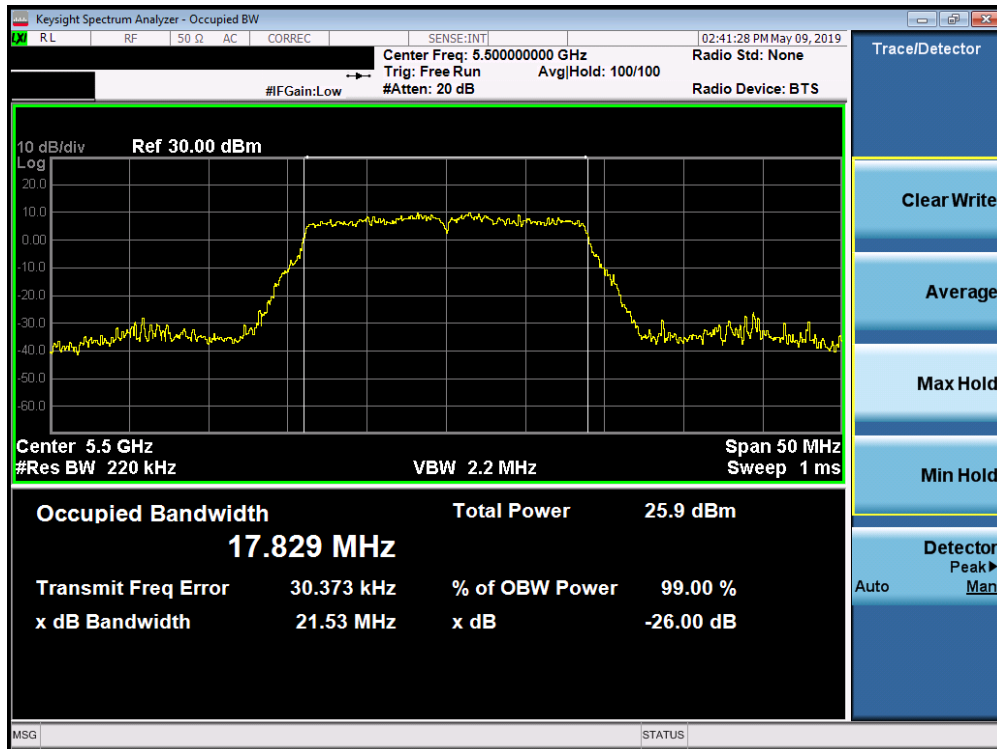 Keysight Spectrum Analyzer - Occupied BW
LXI RL RF 50 Ω AC CORREC SENSE:INT 02:41:28 PM May 09, 2019
Center Freq: 5.500000000 GHz Radio Std: None
Trig: Free Run Avg|Hold: 100/100
#IFGain:Low #Atten: 20 dB Radio Device: BTS
Trace/Detector
10 dB/div Ref 30.00 dBm
Log
20.0
10.0
0.00
-10.0
-20.0
-30.0
-40.0
-50.0
-60.0
Center 5.5 GHz Span 50 MHz
#Res BW 220 kHz VBW 2.2 MHz Sweep 1 ms
Occupied Bandwidth Total Power 25.9 dBm
17.829 MHz
Transmit Freq Error 30.373 kHz % of OBW Power 99.00 %
x dB Bandwidth 21.53 MHz x dB -26.00 dB
Clear Write
Average
Max Hold
Min Hold
Detector
Peak▶
Auto Man
MSG STATUS